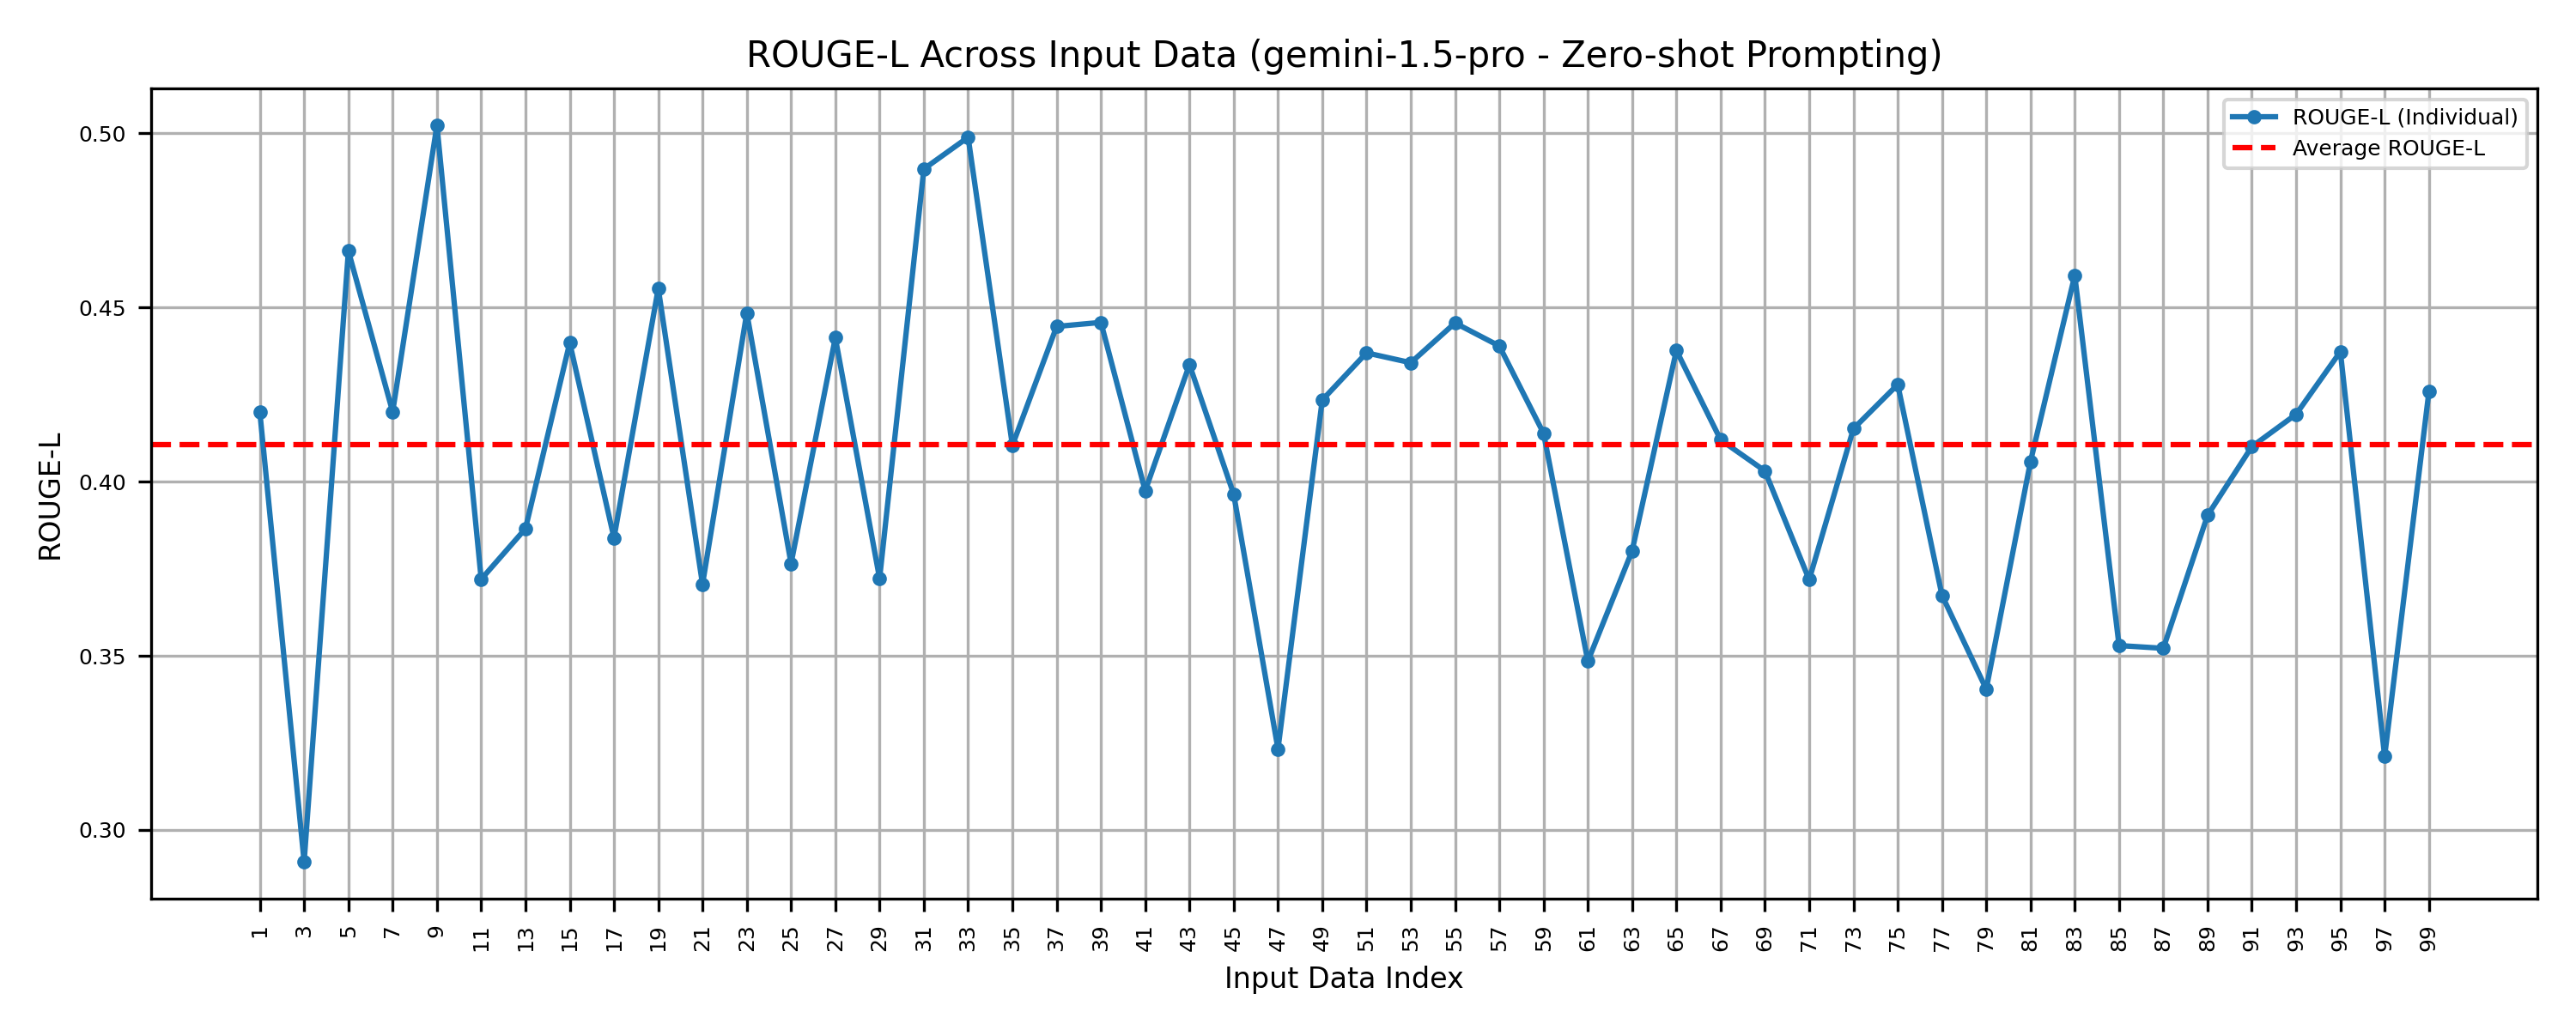 ROUGE-L Across Input Data (gemini-1.5-pro - Zero-shot Prompting)
ROUGE-L (Individual)
Average ROUGE-L
ROUGE-L
0.50
0.45
0.40
0.35
0.30
1 3 5 7 9 11 13 15 17 19 21 23 25 27 29 31 33 35 37 39 41 43 45 47 49 51 53 55 57 59 61 63 65 67 69 71 73 75 77 79 81 83 85 87 89 91 93 95 97 99
Input Data Index